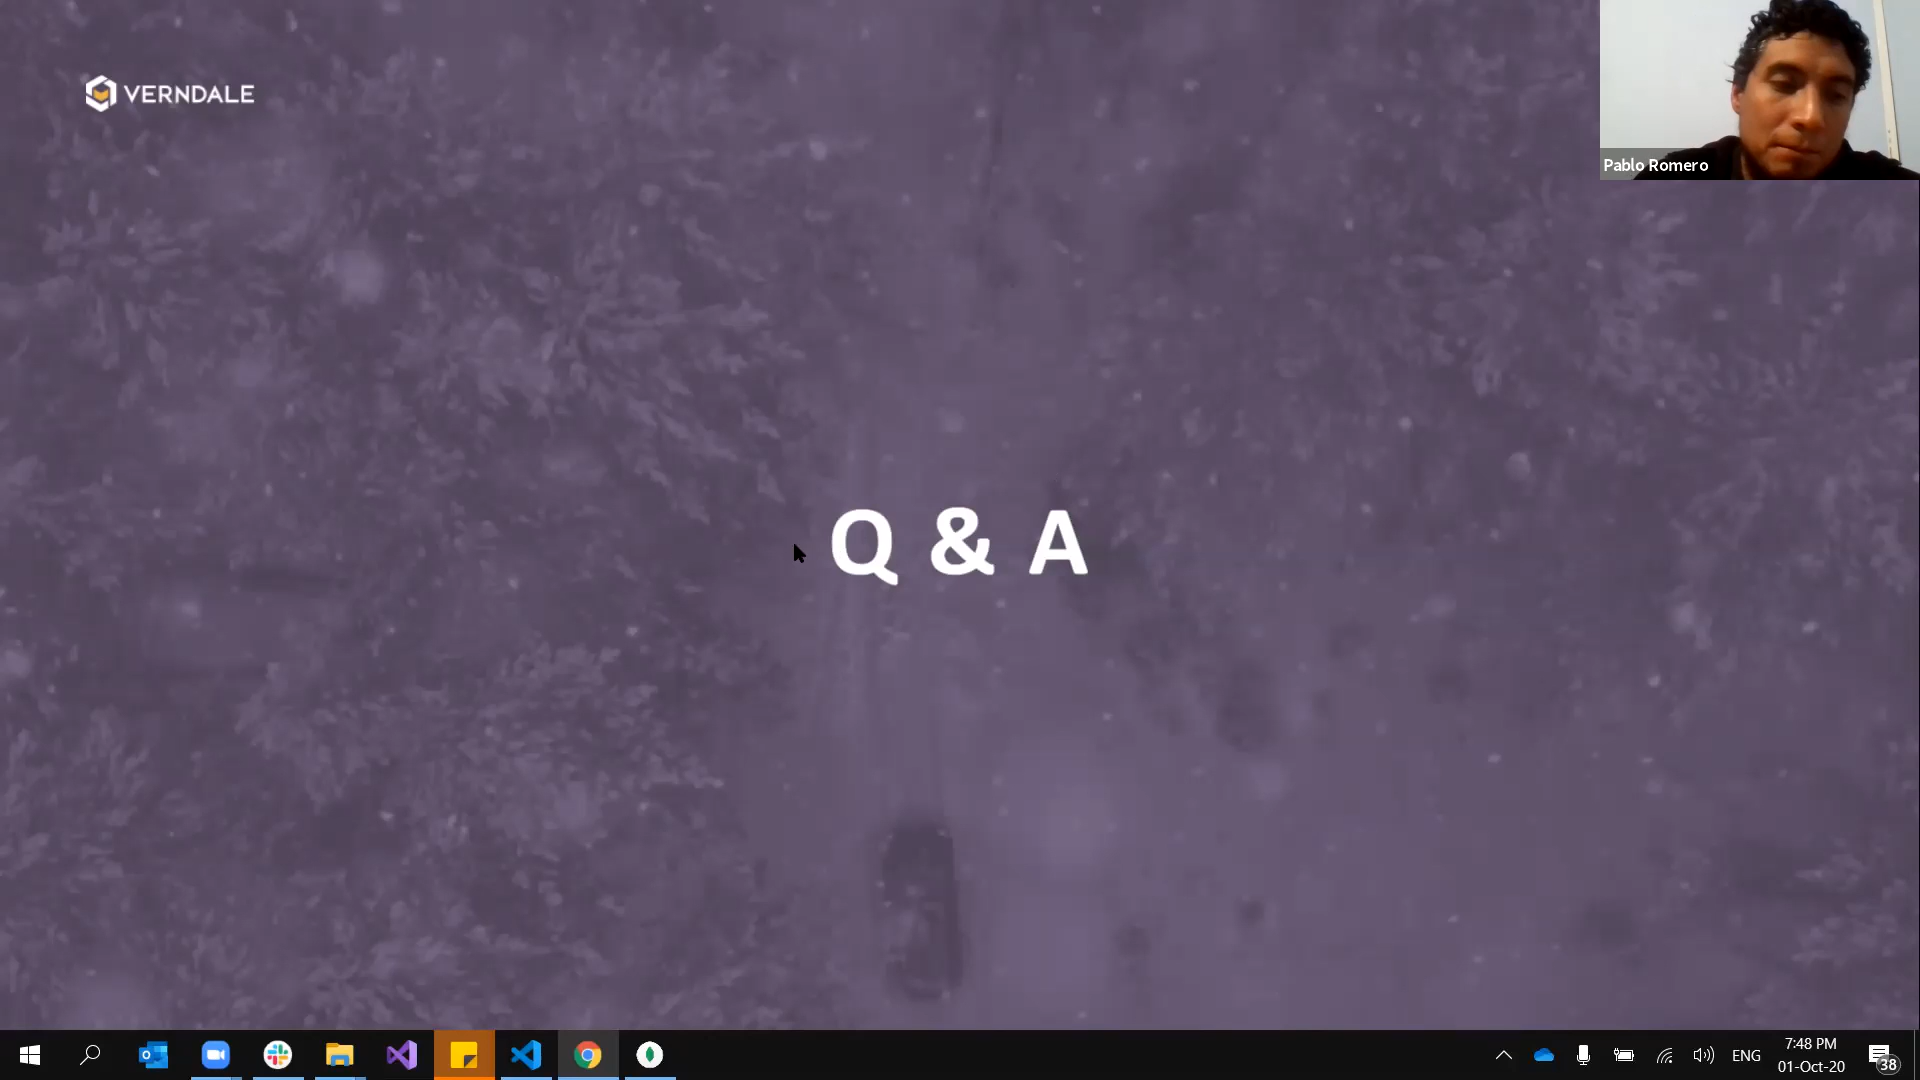 VERNDALE
Pablo Romero
Q & A
ENG
7:48 PM
01-Oct-20
38